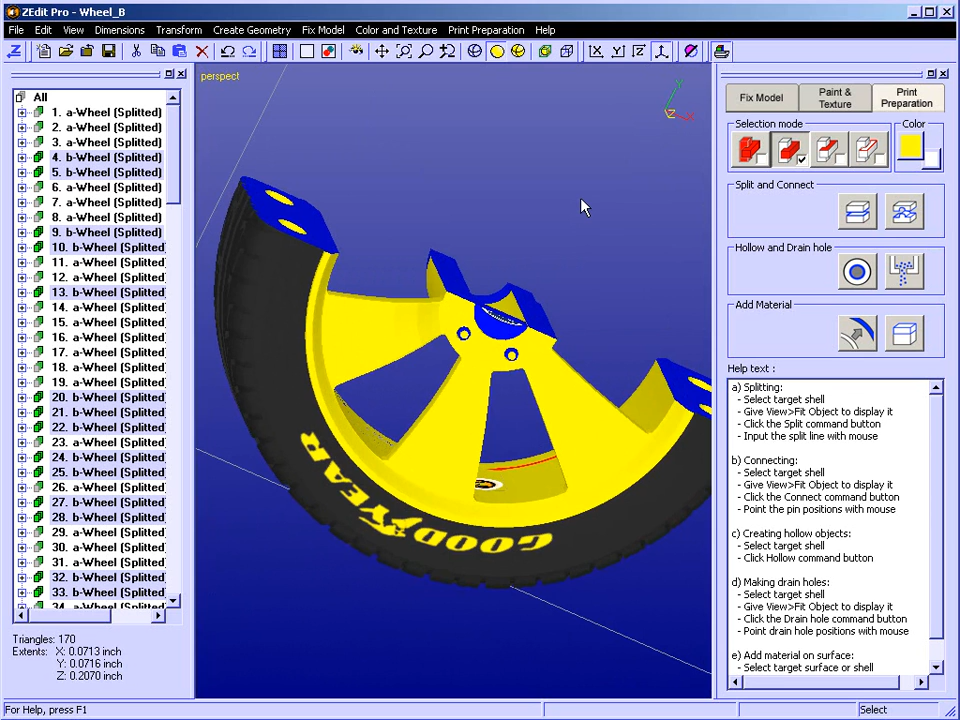 ZEdit Pro - Wheel_B
File Edit View Dimensions Transform Create Geometry Fix Model Color and Texture Print Preparation Help
All
1. a-Wheel (Splitted)
2. b-Wheel (Splitted)
3. a-Wheel (Splitted)
4. b-Wheel (Splitted)
5. b-Wheel (Splitted)
6. a-Wheel (Splitted)
7. a-Wheel (Splitted)
8. a-Wheel (Splitted)
9. b-Wheel (Splitted)
10. b-Wheel (Splitted)
11. a-Wheel (Splitted)
12. a-Wheel (Splitted)
13. b-Wheel (Splitted)
14. a-Wheel (Splitted)
15. a-Wheel (Splitted)
16. a-Wheel (Splitted)
17. a-Wheel (Splitted)
18. a-Wheel (Splitted)
19. a-Wheel (Splitted)
20. b-Wheel (Splitted)
21. b-Wheel (Splitted)
22. b-Wheel (Splitted)
23. a-Wheel (Splitted)
24. b-Wheel (Splitted)
25. b-Wheel (Splitted)
26. a-Wheel (Splitted)
27. b-Wheel (Splitted)
28. b-Wheel (Splitted)
29. a-Wheel (Splitted)
30. a-Wheel (Splitted)
31. a-Wheel (Splitted)
32. b-Wheel (Splitted)
33. b-Wheel (Splitted)
34. a-Wheel (Splitted)
Triangles: 170
Extents: X: 0.0713 inch
Y: 0.0716 inch
Z: 0.2070 inch
perspect
Y
Z X
GOODYEAR
Fix Model
Paint &
Texture
Print
Preparation
Selection mode
Color
Split and Connect
Hollow and Drain hole
Add Material
Help text :
a) Splitting:
- Select target shell
- Give View>Fit Object to display it
- Click the Split command button
- Input the split line with mouse
b) Connecting:
- Select target shell
- Give View>Fit Object to display it
- Click the Connect command button
- Point the pin positions with mouse
c) Creating hollow objects:
- Select target shell
- Click Hollow command button
d) Making drain holes:
- Select target shell
- Give View>Fit Object to display it
- Click the Drain hole command button
- Point drain hole positions with mouse
e) Add material on surface:
- Select target surface or shell
For Help, press F1
Select